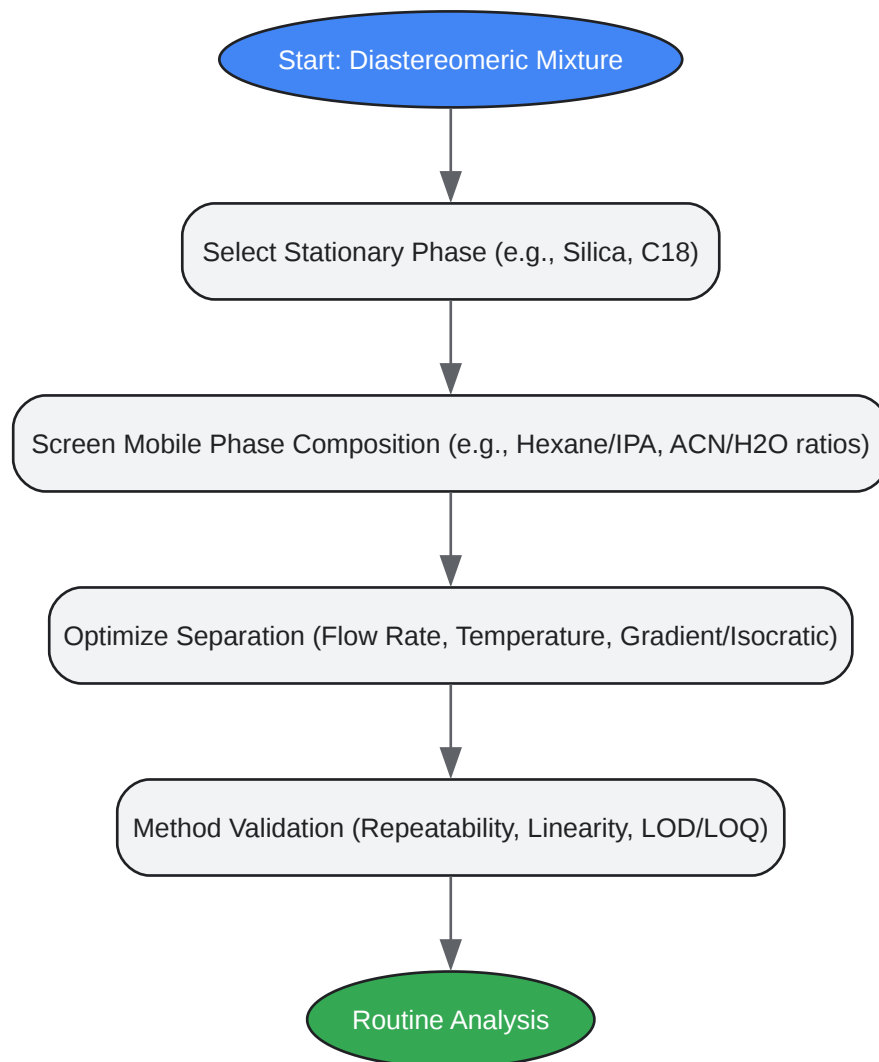 Start: Diastereomeric Mixture
Select Stationary Phase (e.g., Silica, C18)
Screen Mobile Phase Composition (e.g., Hexane/IPA, ACN/H2O ratios)
Optimize Separation (Flow Rate, Temperature, Gradient/Isocratic)
Method Validation (Repeatability, Linearity, LOD/LOQ)
Routine Analysis